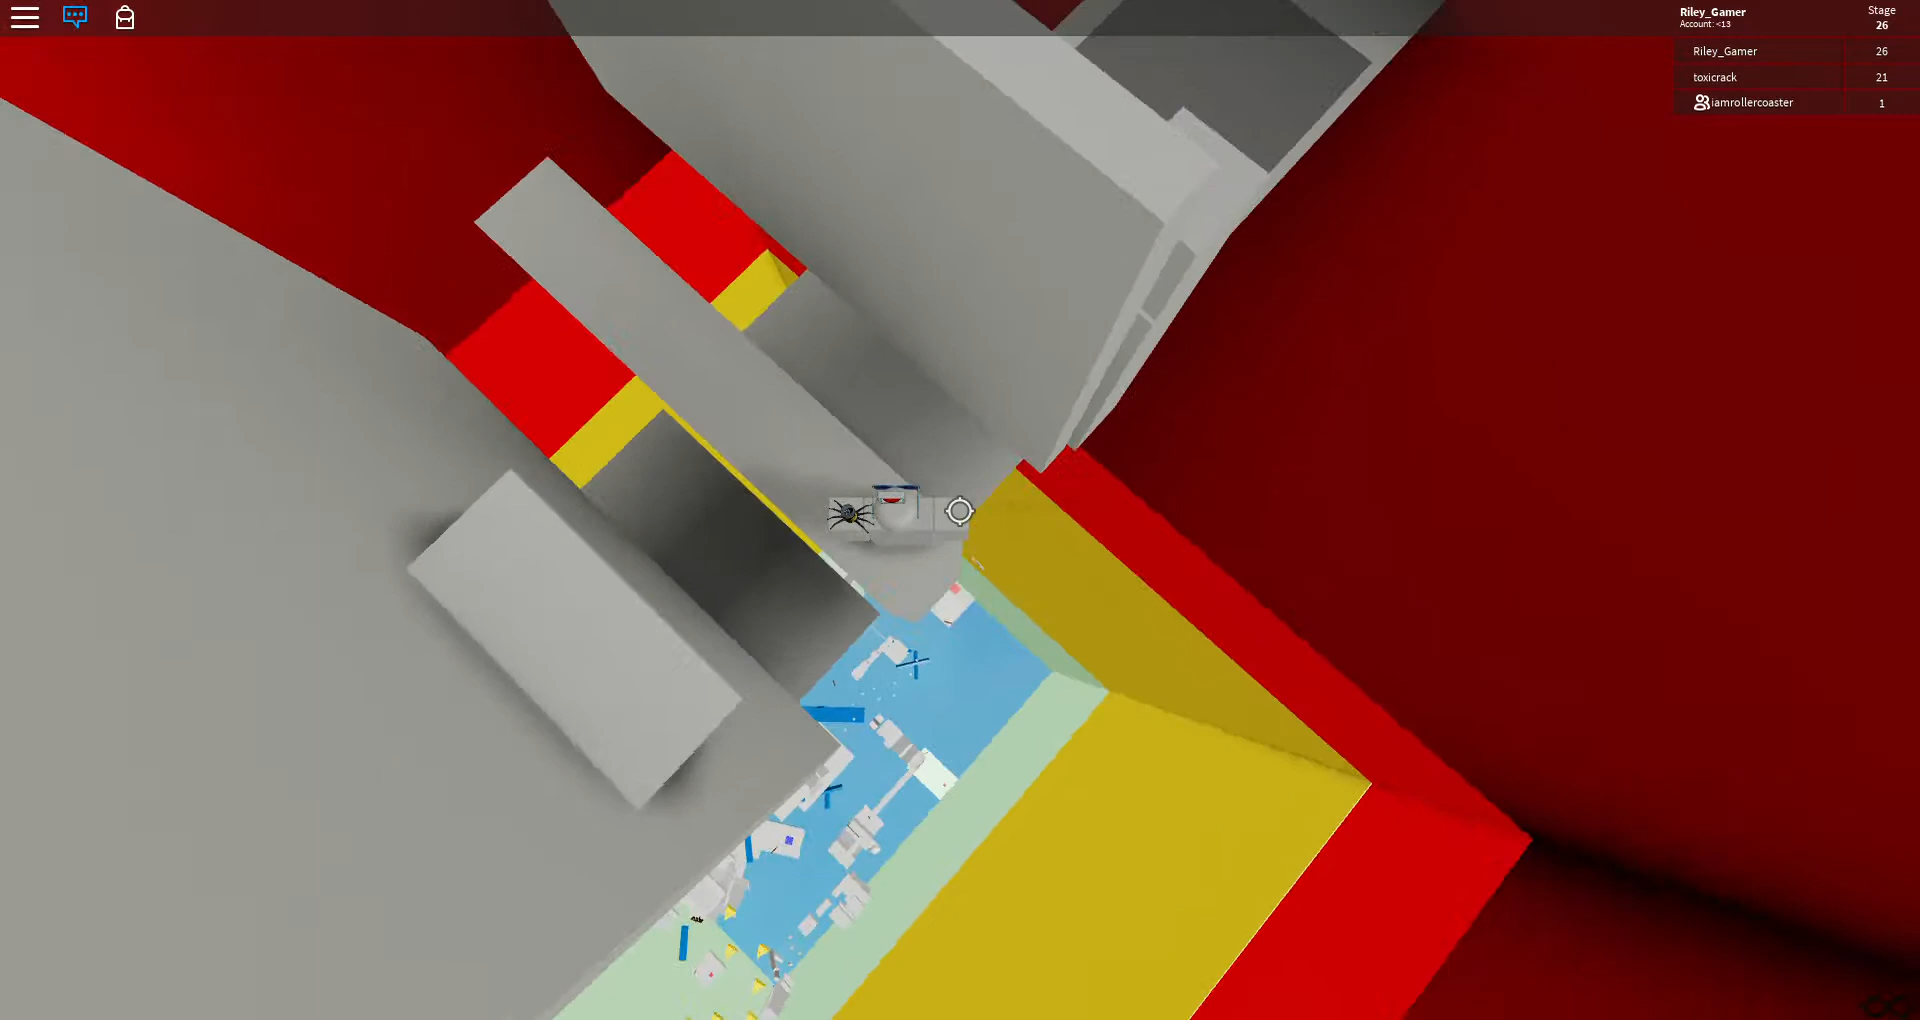 Riley_Gamer Stage
Account: <13 26
Riley_Gamer 26
toxicrack 21
iamrollercoaster 1